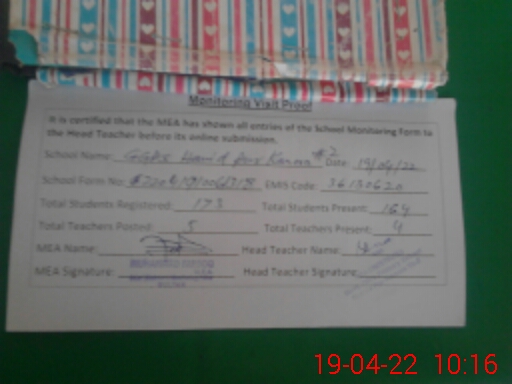 Monitoring Visit Proof
It is certified that the MEA has shown all entries of the School Monitoring Form to
the Head Teacher before its online submission.
School Name: GGPS #2 Date: 19/04/22
School Form No: EMIS Code: 36130620
Total Students Registered: 173 Total Students Present: 164
Total Teachers Posted: 5 Total Teachers Present: 4
MEA Name: Head Teacher Name:
MEA Signature: Head Teacher Signature:
19-04-22 10:16